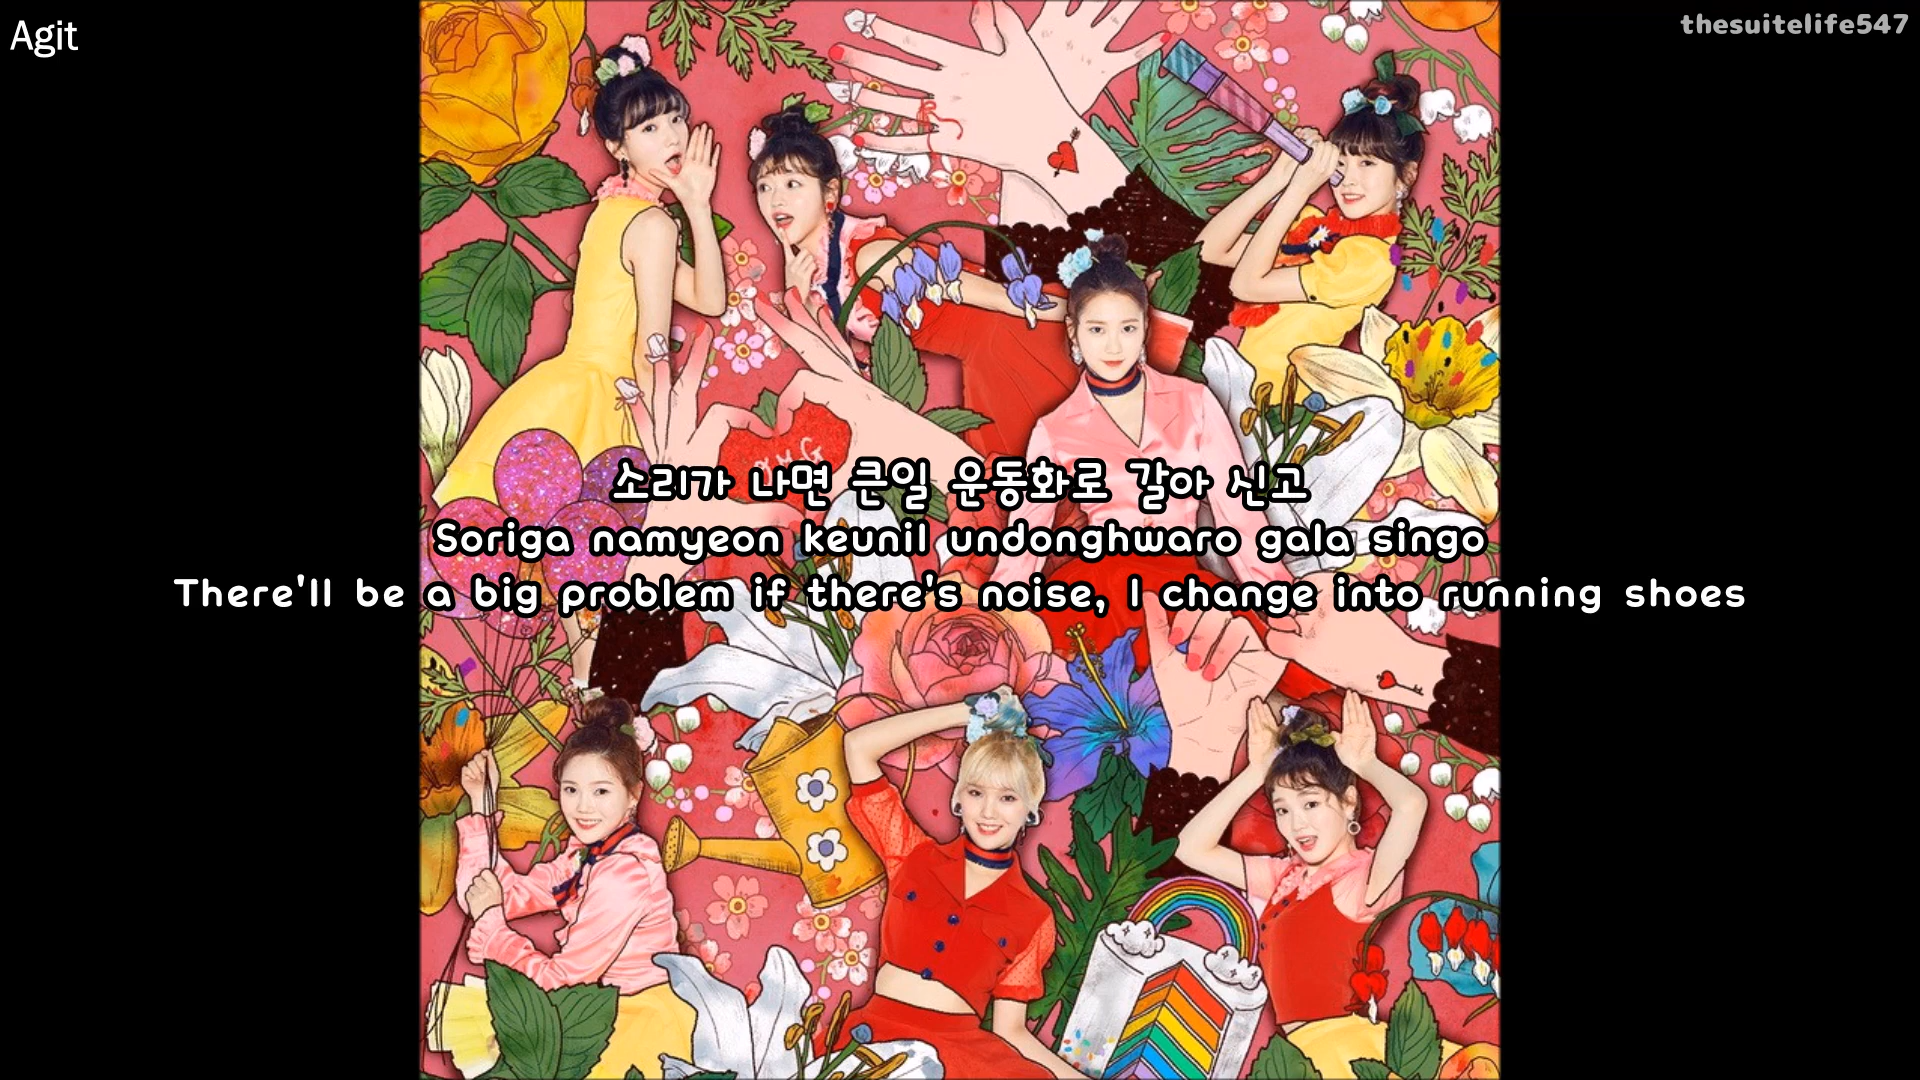 Agit
thesuitelife547
소리가 나면 큰일 운동화로 갈아 신고
Soriga namyeon keunil undonghwaro gala singo
There'll be a big problem if there's noise, I change into running shoes